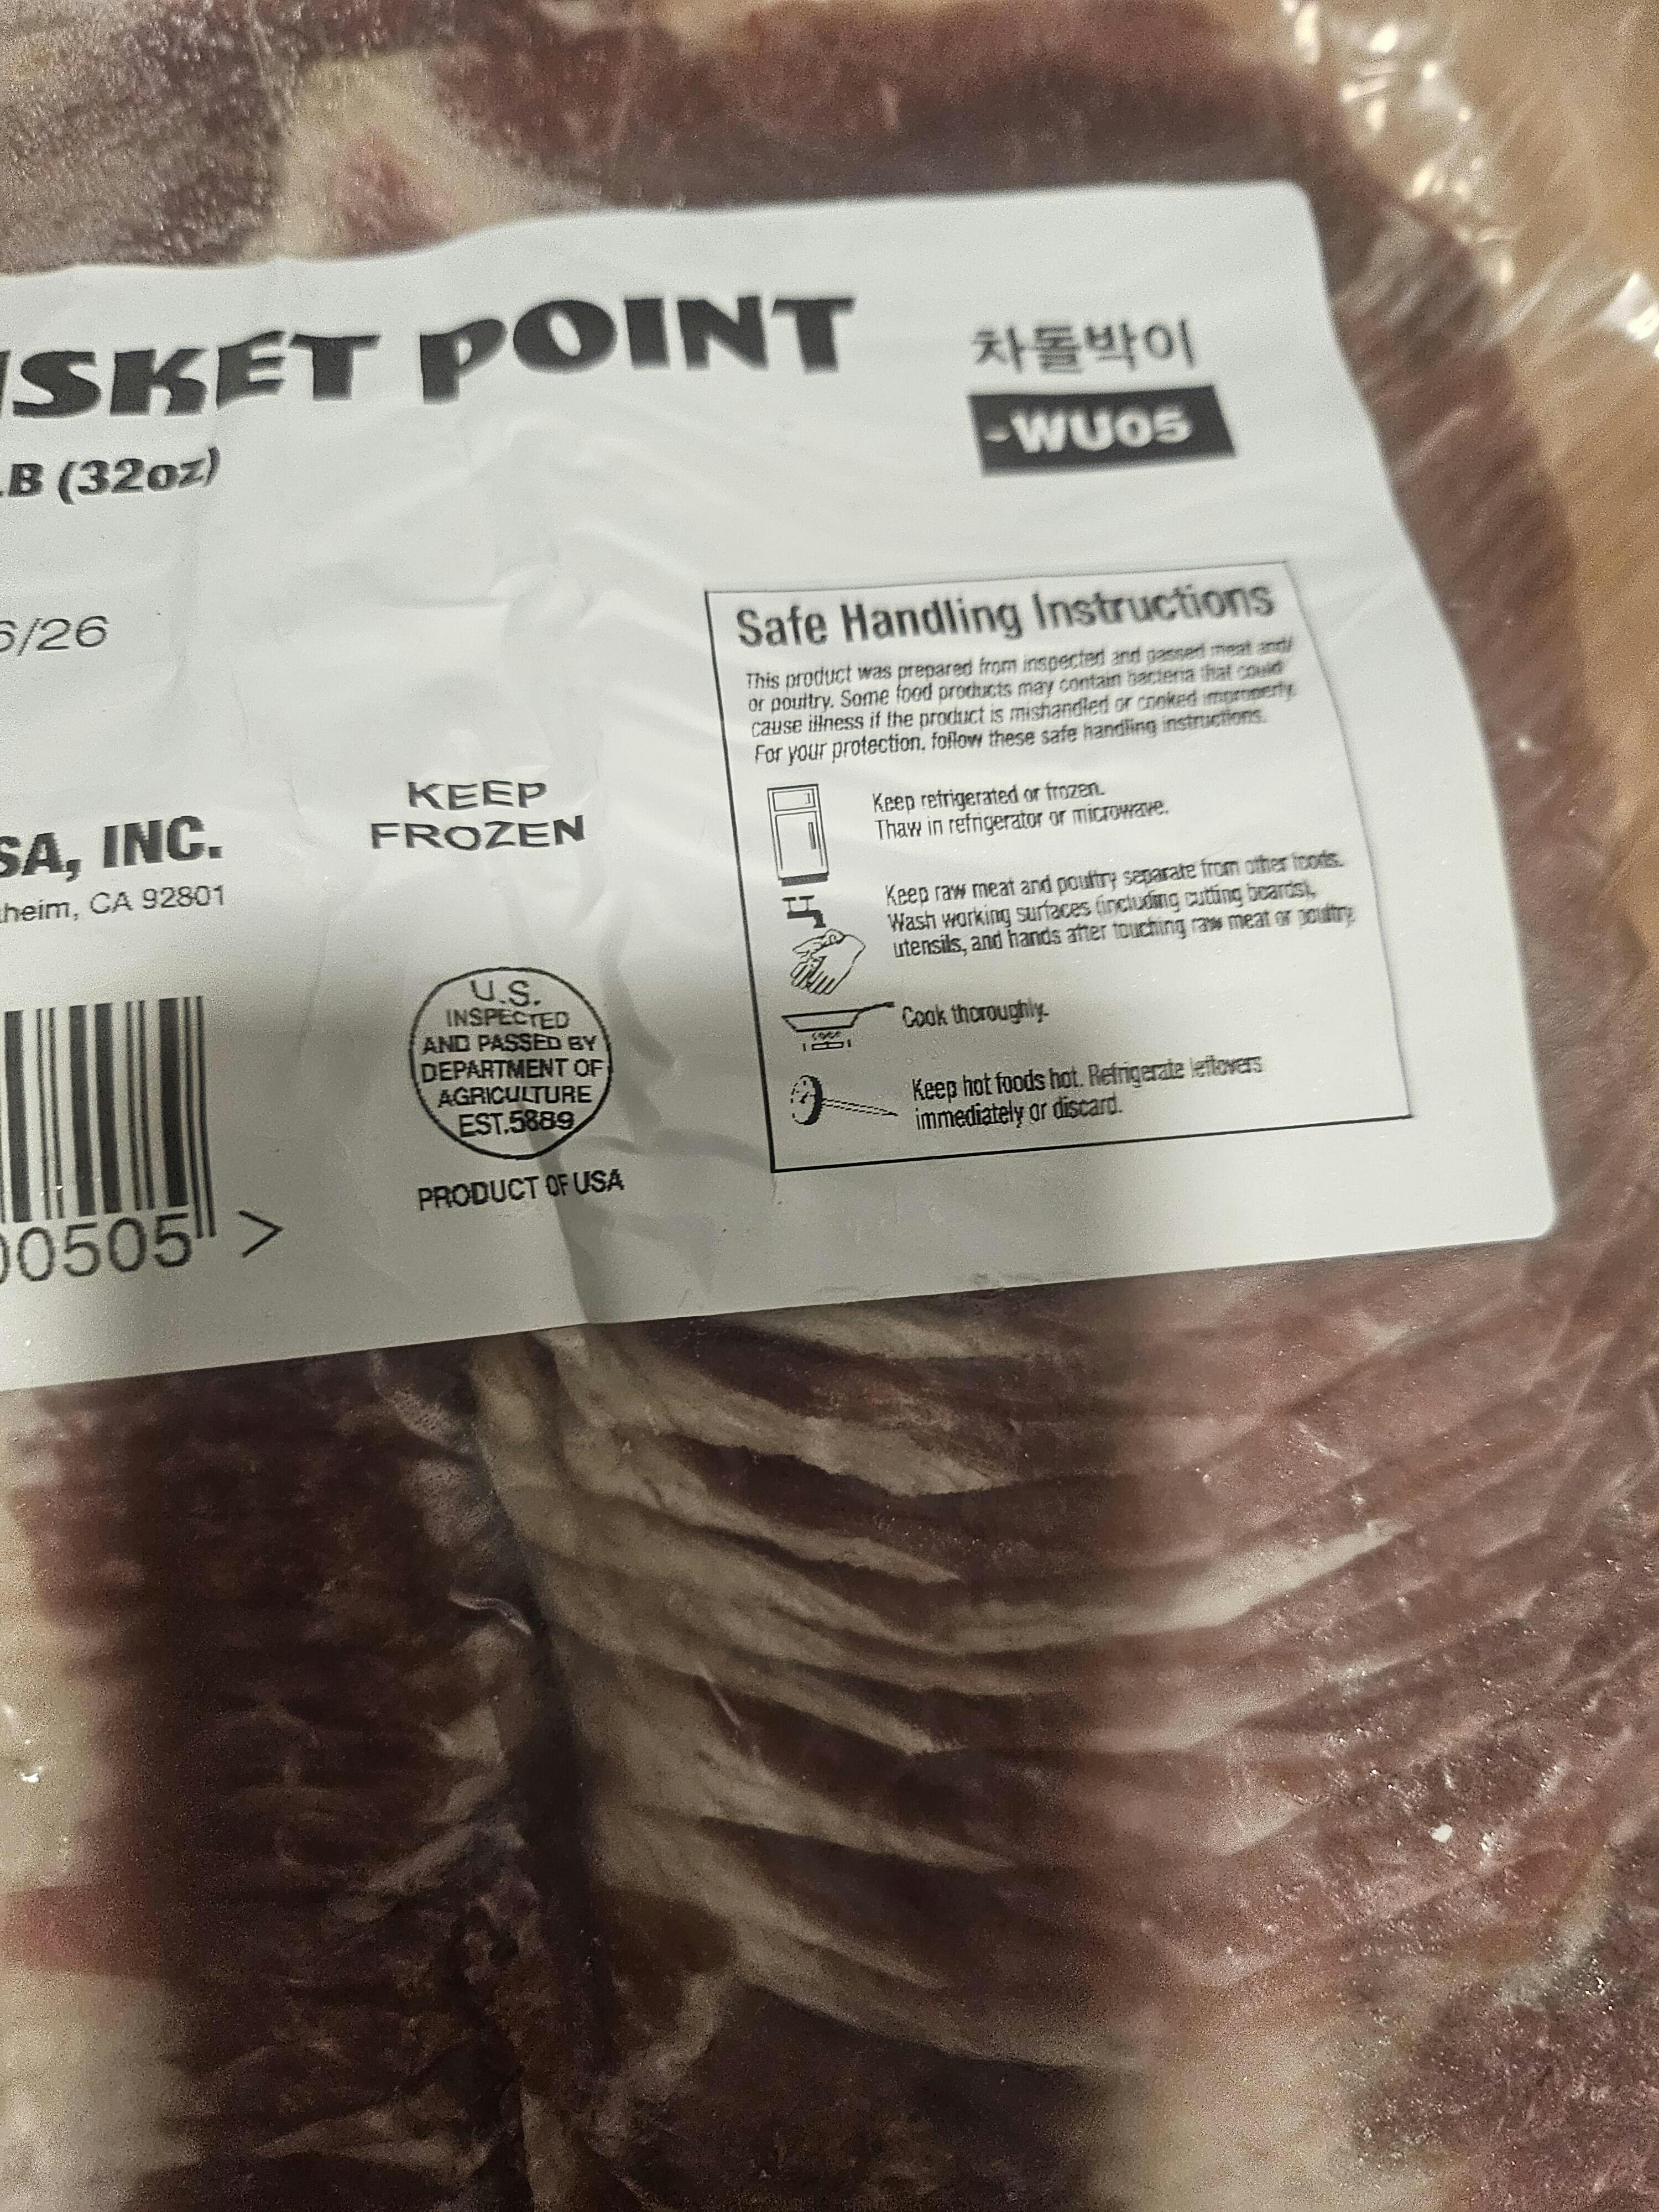 ISKET POINT
차돌박이
-WU05
LB (32oz)
6/26
KEEP
FROZEN
SA, INC.
heim, CA 92801
U.S.
INSPECTED
AND PASSED BY
DEPARTMENT OF
AGRICULTURE
EST.5889
PRODUCT OF USA
00505 >
Safe Handling Instructions
This product was prepared from inspected and passed meat and/
or poultry. Some food products may contain bacteria that could
cause illness if the product is mishandled or cooked improperly.
For your protection, follow these safe handling instructions.
Keep refrigerated or frozen.
Thaw in refrigerator or microwave.
Keep raw meat and poultry separate from other foods.
Wash working surfaces (including cutting boards),
utensils, and hands after touching raw meat or poultry.
Cook thoroughly.
Keep hot foods hot. Refrigerate leftovers
immediately or discard.